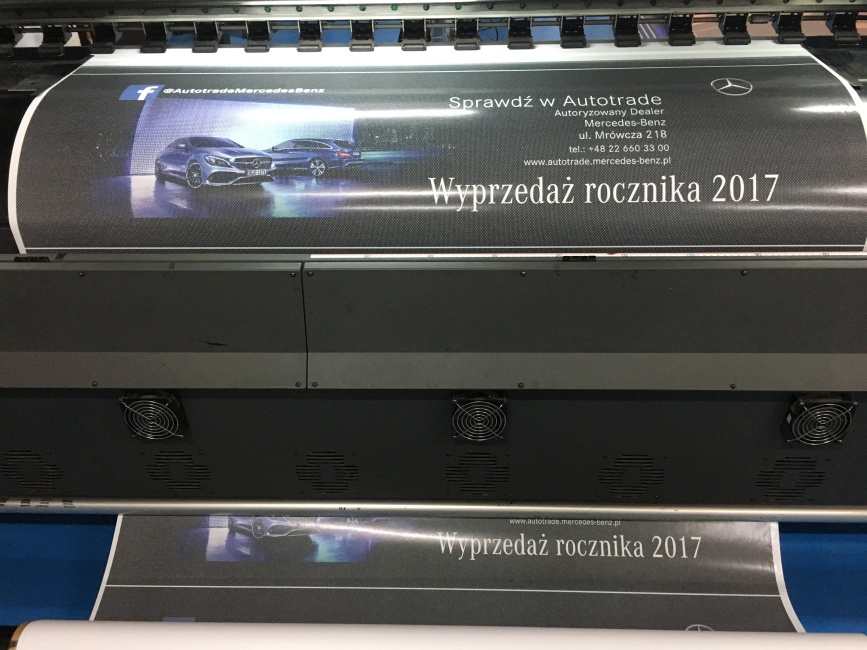 @AutotradeMercedesBenz
Sprawdź w Autotrade
Autoryzowany Dealer
Mercedes-Benz
ul. Mrówcza 218
tel.: +48 22 660 33 00
www.autotrade.mercedes-benz.pl
Wyprzedaż rocznika 2017
www.autotrade.mercedes-benz.pl
Wyprzedaż rocznika 2017